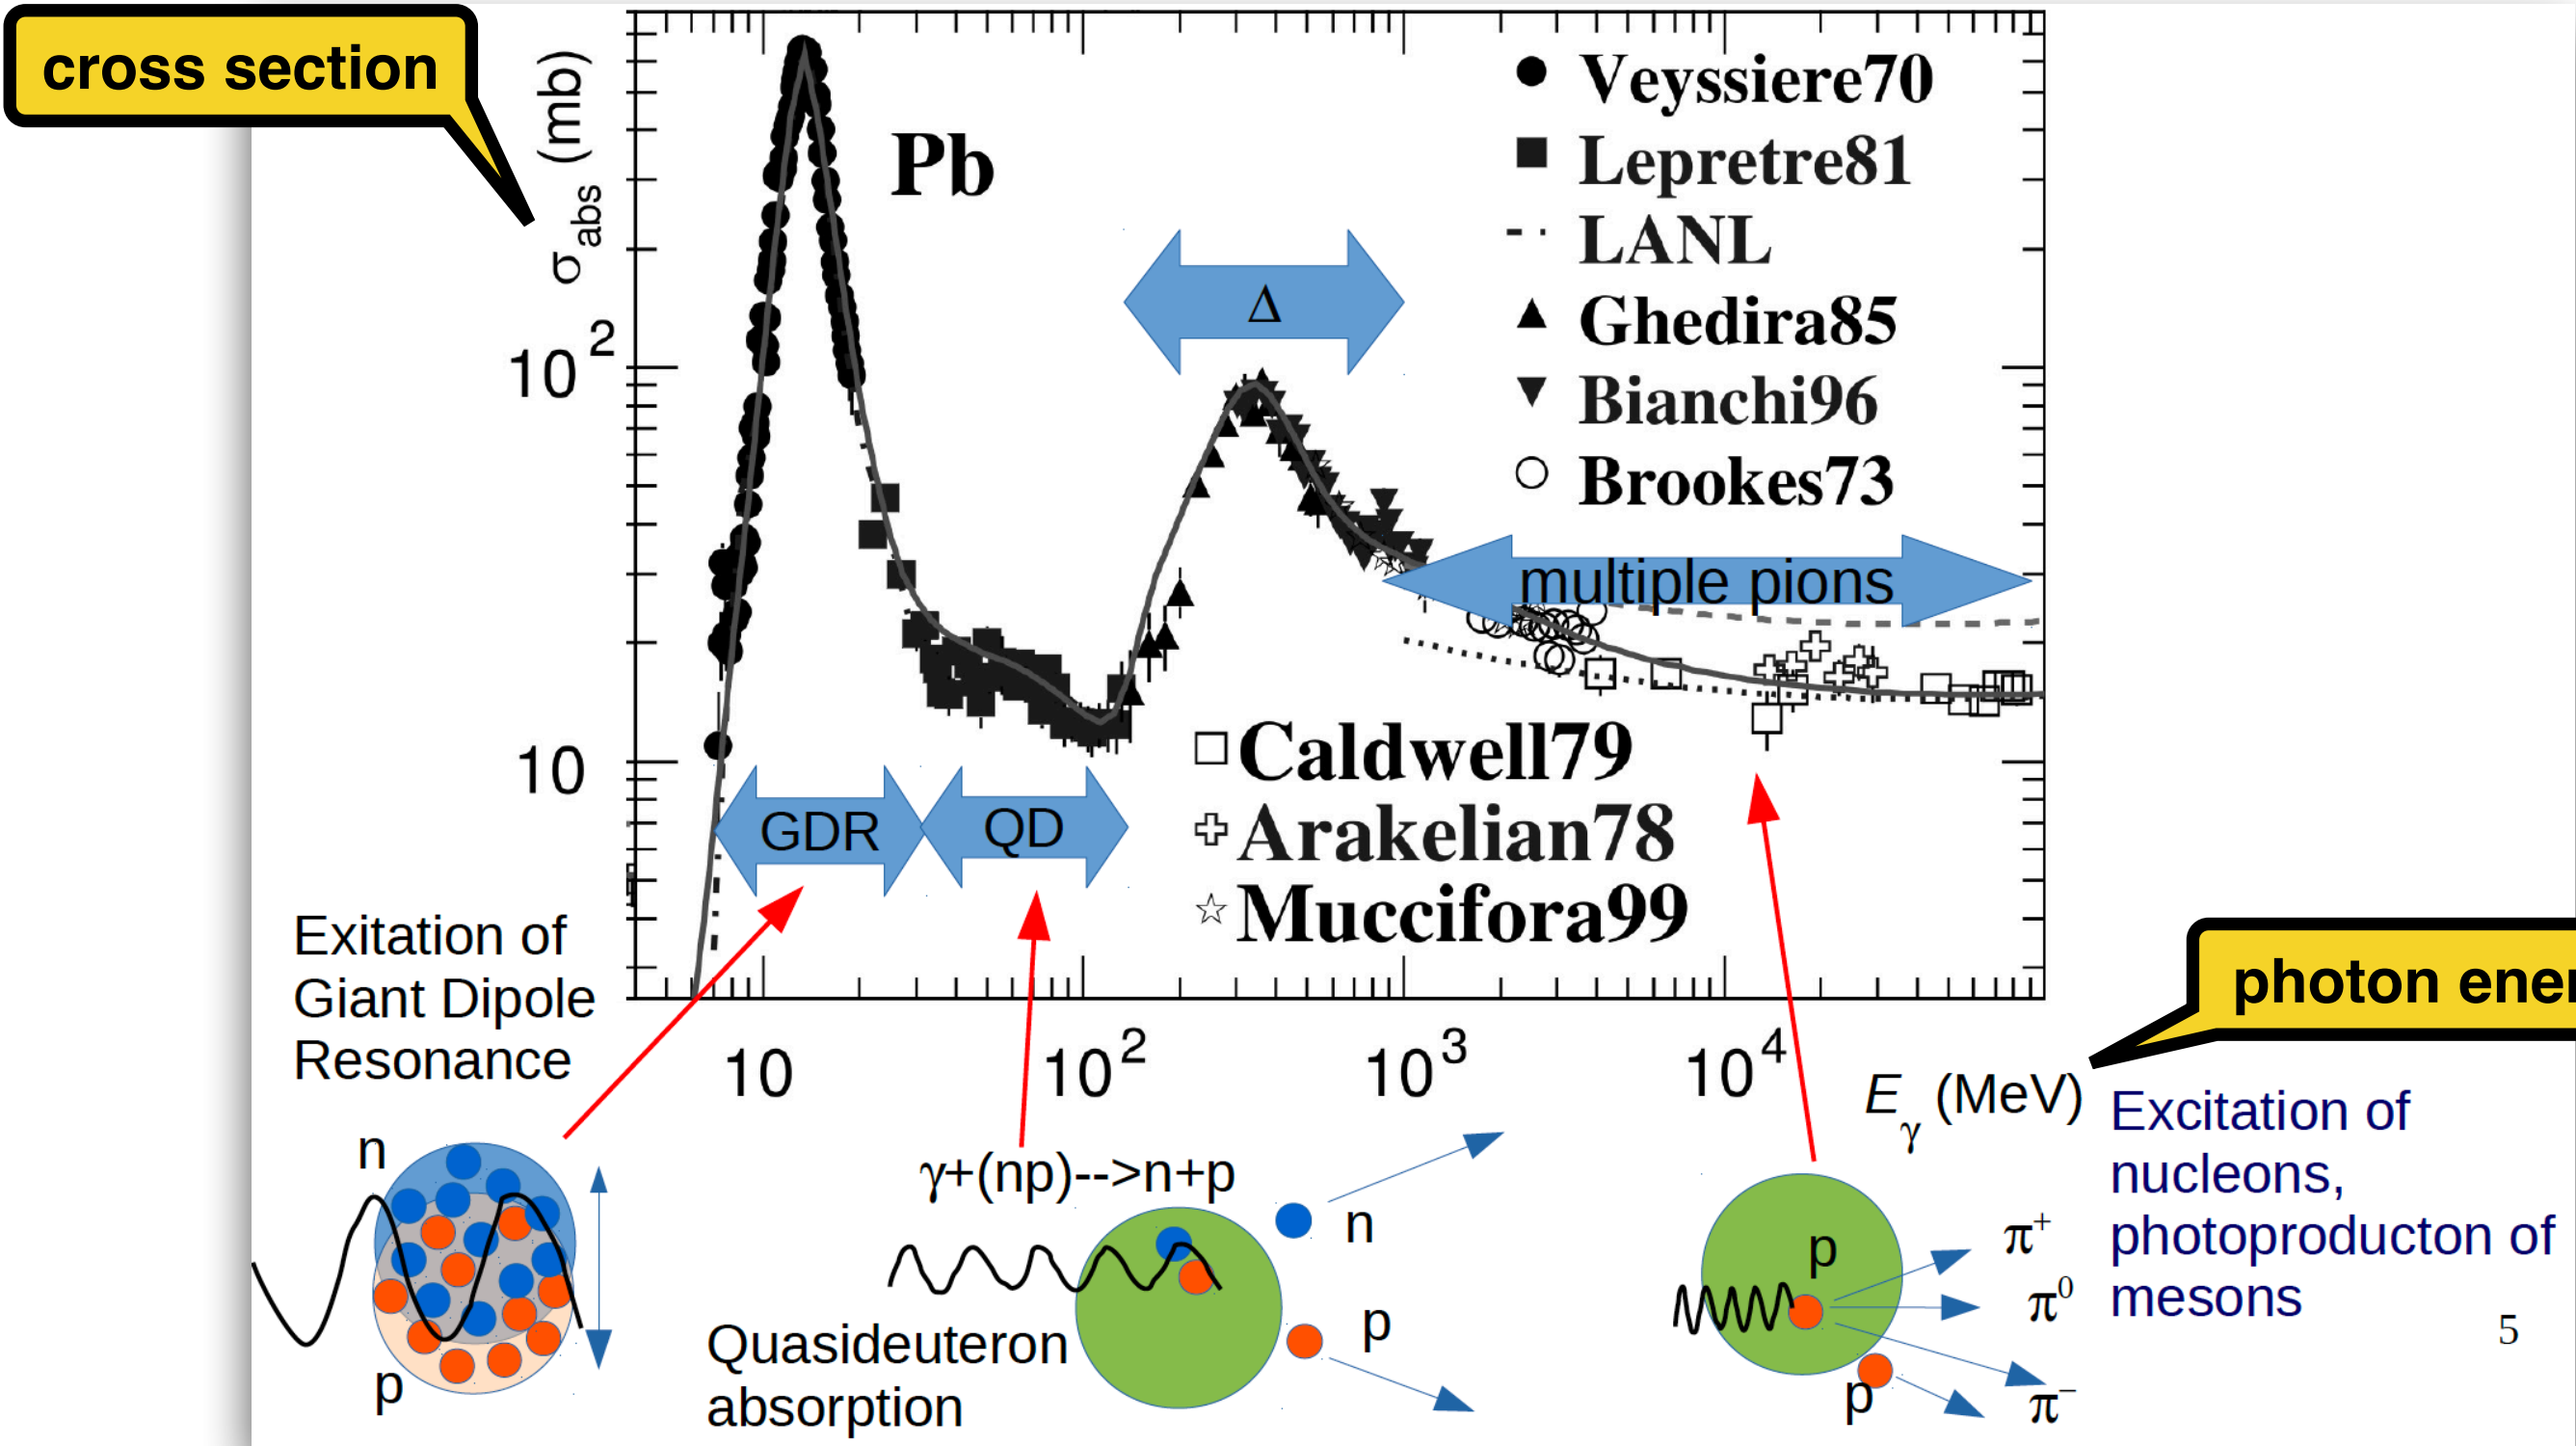 cross section
σabs (mb)
Pb
Veyssiere70
Lepretre81
LANL
Ghedira85
Bianchi96
Brookes73
Δ
10²
multiple pions
10
Caldwell79
Arakelian78
Muccifora99
GDR
QD
Exitation of
Giant Dipole
Resonance
photon ener
10 10² 10³ 10⁴
Eγ (MeV)
Excitation of
nucleons,
photoproducton of
mesons
n
p
γ+(np)-->n+p
n
p
Quasideuteron
absorption
p
π⁺
π⁰
π⁻
p
5